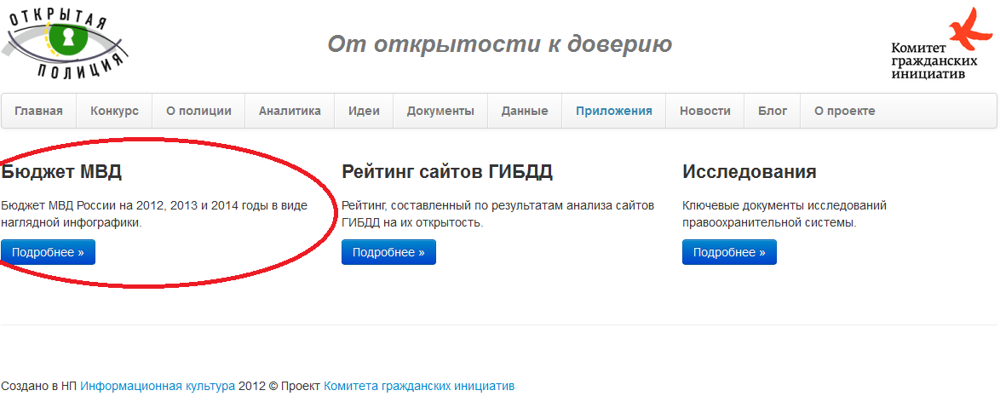 ОТКРЫТАЯ
ПОЛИЦИЯ
От открытости к доверию
Комитет
гражданских
инициатив
Главная Конкурс О полиции Аналитика Идеи Документы Данные Приложения Новости Блог О проекте
Бюджет МВД
Бюджет МВД России на 2012, 2013 и 2014 годы в виде
наглядной инфографики.
Подробнее »
Рейтинг сайтов ГИБДД
Рейтинг, составленный по результатам анализа сайтов
ГИБДД на их открытость.
Подробнее »
Исследования
Ключевые документы исследований
правоохранительной системы.
Подробнее »
Создано в НП Информационная культура 2012 © Проект Комитета гражданских инициатив